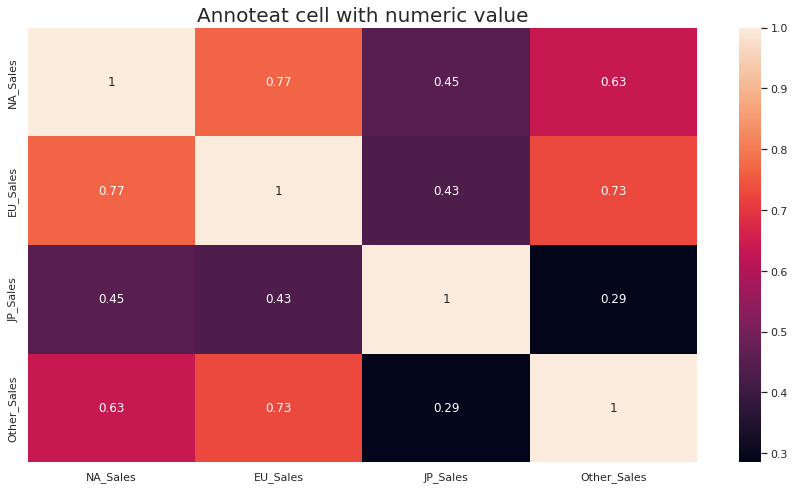 Annoteat cell with numeric value
NA_Sales
1
0.77
0.45
0.63
EU_Sales
0.77
1
0.43
0.73
JP_Sales
0.45
0.43
1
0.29
Other_Sales
0.63
0.73
0.29
1
NA_Sales
EU_Sales
JP_Sales
Other_Sales
1.0
0.9
0.8
0.7
0.6
0.5
0.4
0.3